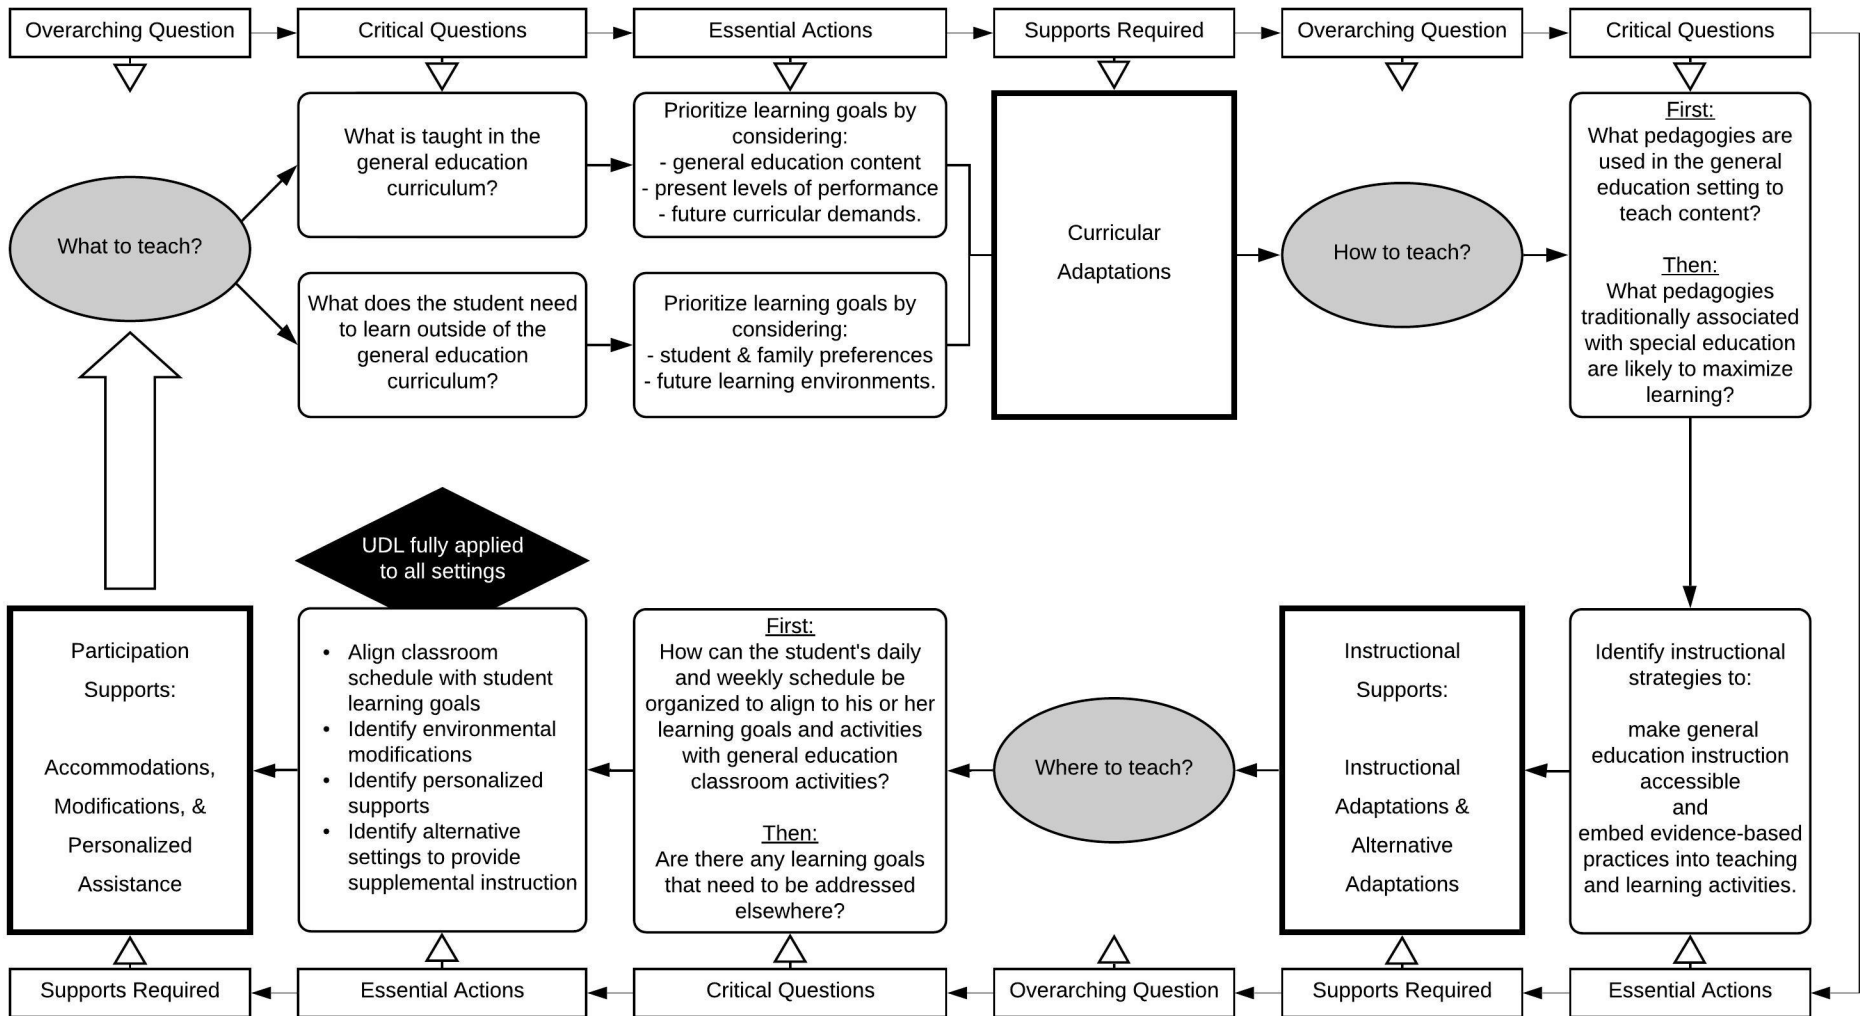 Overarching Question
Critical Questions
Essential Actions
Supports Required
Overarching Question
Critical Questions
What to teach?
What is taught in the
general education
curriculum?
What does the student need
to learn outside of the
general education
curriculum?
Prioritize learning goals by
considering:
- general education content
- present levels of performance
- future curricular demands.
Prioritize learning goals by
considering:
- student & family preferences
- future learning environments.
Curricular
Adaptations
How to teach?
First:
What pedagogies are
used in the general
education setting to
teach content?
Then:
What pedagogies
traditionally associated
with special education
are likely to maximize
learning?
Identify instructional
strategies to:
make general
education instruction
accessible
and
embed evidence-based
practices into teaching
and learning activities.
Instructional
Supports:
Instructional
Adaptations &
Alternative
Adaptations
Where to teach?
First:
How can the student's daily
and weekly schedule be
organized to align to his or her
learning goals and activities
with general education
classroom activities?
Then:
Are there any learning goals
that need to be addressed
elsewhere?
UDL fully applied
to all settings
• Align classroom
schedule with student
learning goals
• Identify environmental
modifications
• Identify personalized
supports
• Identify alternative
settings to provide
supplemental instruction
Participation
Supports:
Accommodations,
Modifications, &
Personalized
Assistance
Supports Required
Essential Actions
Critical Questions
Overarching Question
Supports Required
Essential Actions